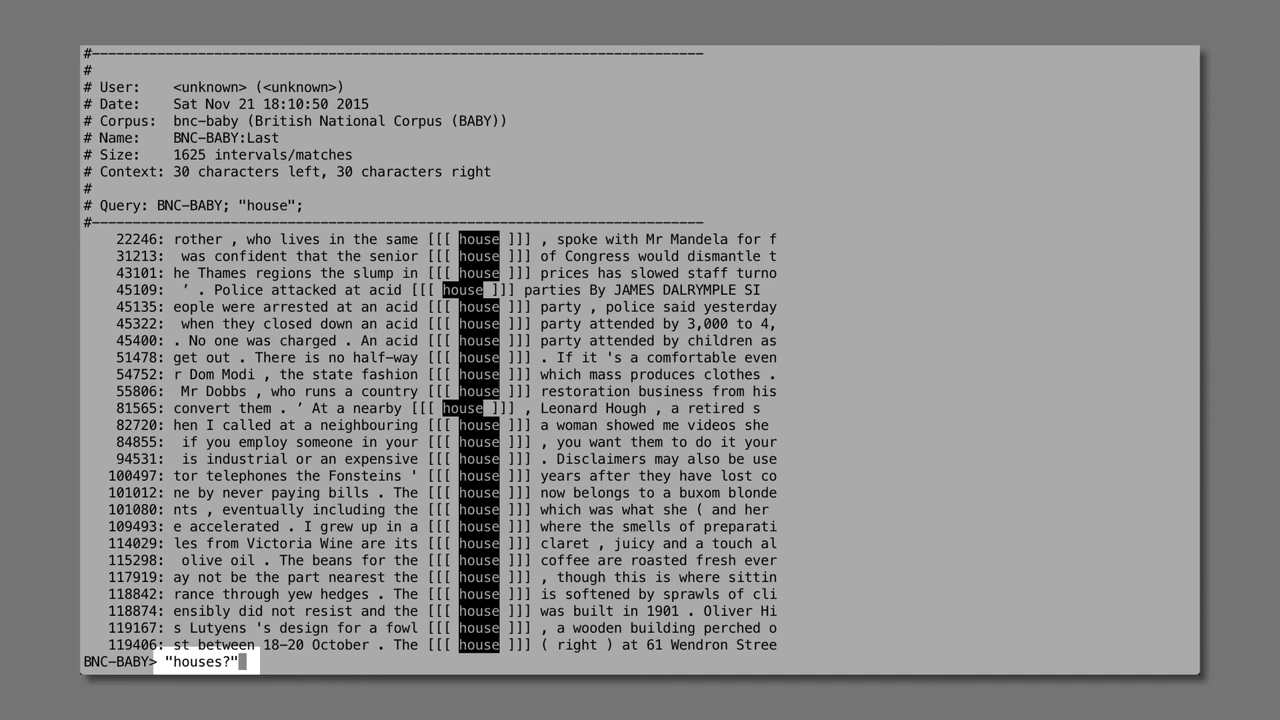 #---------------------------------------------------------------------------
#
# User:    <unknown> (<unknown>)
# Date:    Sat Nov 21 18:10:50 2015
# Corpus:  bnc-baby (British National Corpus (BABY))
# Name:    BNC-BABY:Last
# Size:    1625 intervals/matches
# Context: 30 characters left, 30 characters right
#
# Query: BNC-BABY; "house";
#---------------------------------------------------------------------------
22246: rother , who lives in the same [[[ house ]]] , spoke with Mr Mandela for f
31213:  was confident that the senior [[[ house ]]] of Congress would dismantle t
43101: he Thames regions the slump in [[[ house ]]] prices has slowed staff turno
45109:  ’ . Police attacked at acid [[[ house ]]] parties By JAMES DALRYMPLE SI
45135: eople were arrested at an acid [[[ house ]]] party , police said yesterday
45322:  when they closed down an acid [[[ house ]]] party attended by 3,000 to 4,
45400: . No one was charged . An acid [[[ house ]]] party attended by children as
51478: get out . There is no half-way [[[ house ]]] . If it 's a comfortable even
54752: r Dom Modi , the state fashion [[[ house ]]] which mass produces clothes .
55806:  Mr Dobbs , who runs a country [[[ house ]]] restoration business from his
81565: convert them . ’ At a nearby [[[ house ]]] , Leonard Hough , a retired s
82720: hen I called at a neighbouring [[[ house ]]] a woman showed me videos she
84855:  if you employ someone in your [[[ house ]]] , you want them to do it your
94531:  is industrial or an expensive [[[ house ]]] . Disclaimers may also be use
100497: tor telephones the Fonsteins ' [[[ house ]]] years after they have lost co
101012: ne by never paying bills . The [[[ house ]]] now belongs to a buxom blonde
101080: nts , eventually including the [[[ house ]]] which was what she ( and her
109493: e accelerated . I grew up in a [[[ house ]]] where the smells of preparati
114029: les from Victoria Wine are its [[[ house ]]] claret , juicy and a touch al
115298:  olive oil . The beans for the [[[ house ]]] coffee are roasted fresh ever
117919: ay not be the part nearest the [[[ house ]]] , though this is where sittin
118842: rance through yew hedges . The [[[ house ]]] is softened by sprawls of cli
118874: ensibly did not resist and the [[[ house ]]] was built in 1901 . Oliver Hi
119167: s Lutyens 's design for a fowl [[[ house ]]] , a wooden building perched o
119406: st between 18-20 October . The [[[ house ]]] ( right ) at 61 Wendron Stree
BNC-BABY> "houses?"